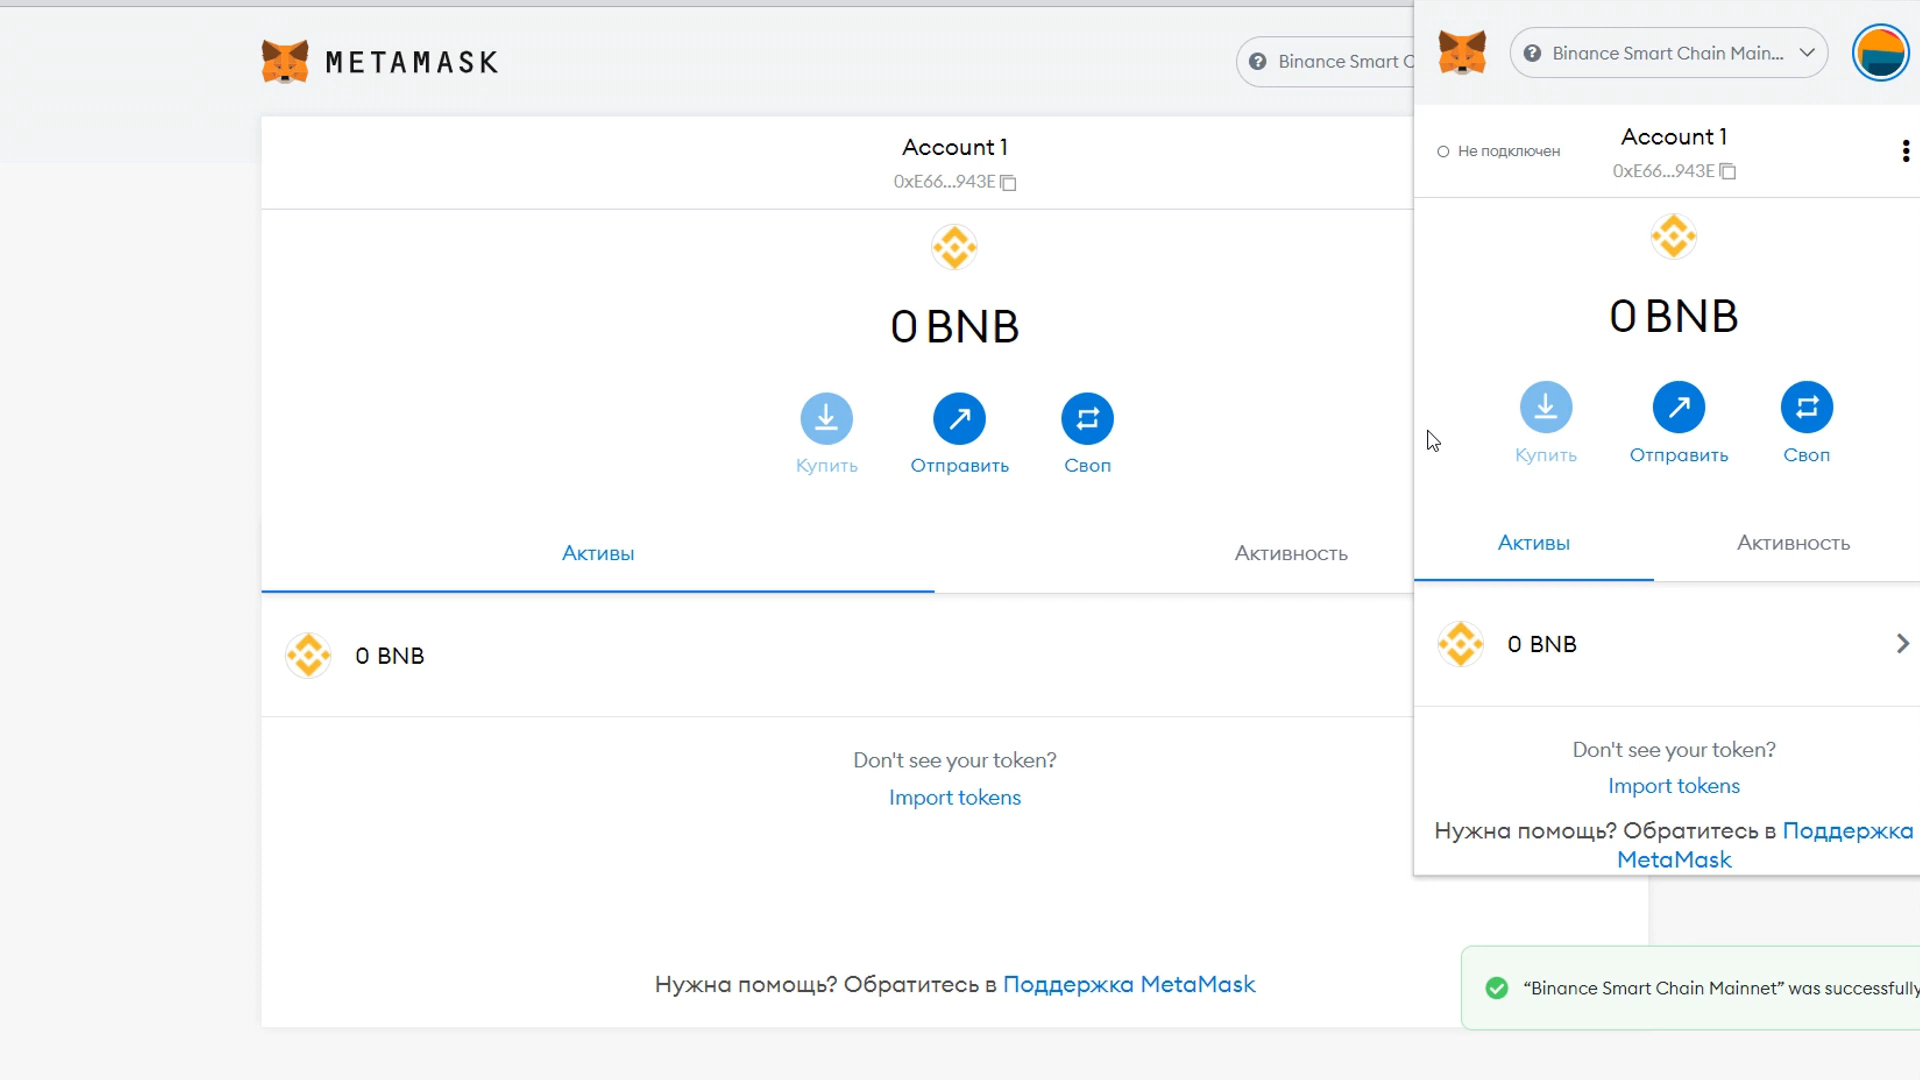 METAMASK
Binance Smart C
Account 1
0xE66...943E
0 BNB
Купить
Отправить
Своп
Активы
Активность
0 BNB
Don't see your token?
Import tokens
Нужна помощь? Обратитесь в Поддержка MetaMask
Binance Smart Chain Main...
Не подключен
Account 1
0xE66...943E
0 BNB
Купить
Отправить
Своп
Активы
Активность
0 BNB
Don't see your token?
Import tokens
Нужна помощь? Обратитесь в Поддержка
MetaMask
“Binance Smart Chain Mainnet” was successfully